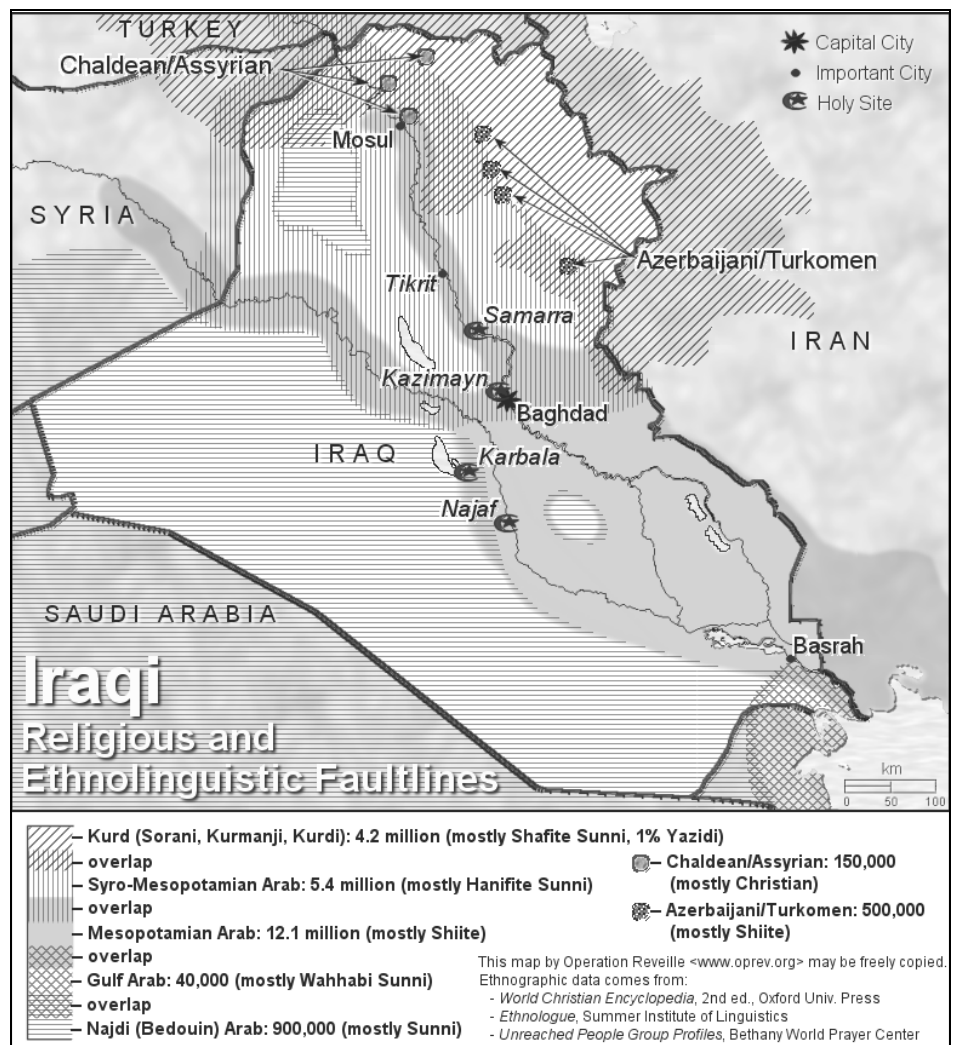 TURKEY
Chaldean/Assyrian
Capital City
Important City
Holy Site
Mosul
SYRIA
Azerbaijani/Turkomen
Tikrit
Samarra
IRAN
Kazimayn
Baghdad
IRAQ
Karbala
Najaf
SAUDI ARABIA
Basrah
Iraqi
Religious and
Ethnolinguistic Faultlines
km
0 50 100
Kurd (Sorani, Kurmanji, Kurdi): 4.2 million (mostly Shafite Sunni, 1% Yazidi)
overlap
Syro-Mesopotamian Arab: 5.4 million (mostly Hanifite Sunni)
overlap
Mesopotamian Arab: 12.1 million (mostly Shiite)
overlap
Gulf Arab: 40,000 (mostly Wahhabi Sunni)
overlap
Najdi (Bedouin) Arab: 900,000 (mostly Sunni)
Chaldean/Assyrian: 150,000
(mostly Christian)
Azerbaijani/Turkomen: 500,000
(mostly Shiite)
This map by Operation Reveille <www.oprev.org> may be freely copied.
Ethnographic data comes from:
- World Christian Encyclopedia, 2nd ed., Oxford Univ. Press
- Ethnologue, Summer Institute of Linguistics
- Unreached People Group Profiles, Bethany World Prayer Center